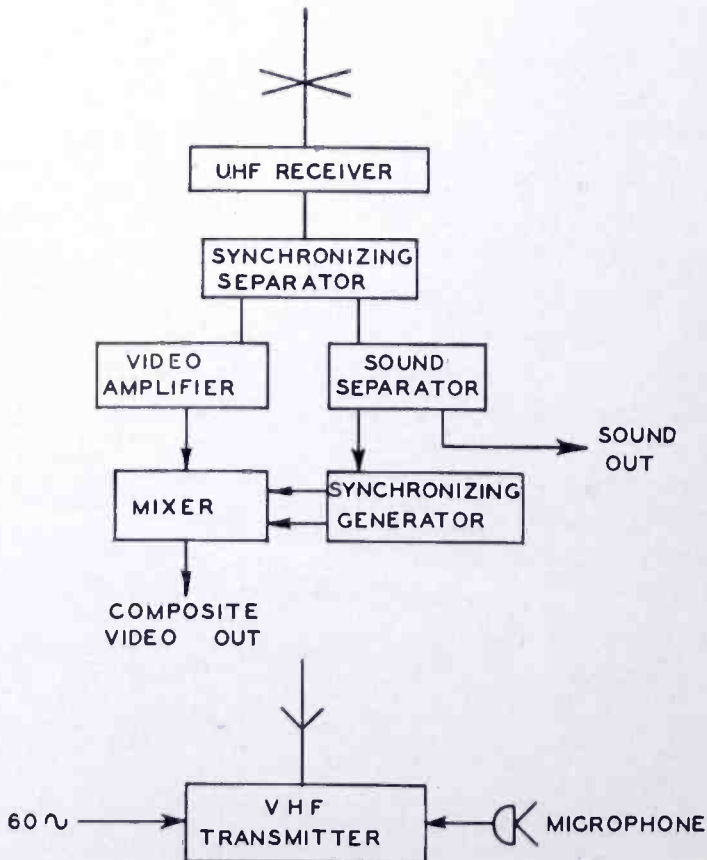 UHF RECEIVER
SYNCHRONIZING
SEPARATOR
VIDEO
AMPLIFIER
SOUND
SEPARATOR
SOUND
OUT
MIXER
SYNCHRONIZING
GENERATOR
COMPOSITE
VIDEO OUT
60~
VHF
TRANSMITTER
MICROPHONE